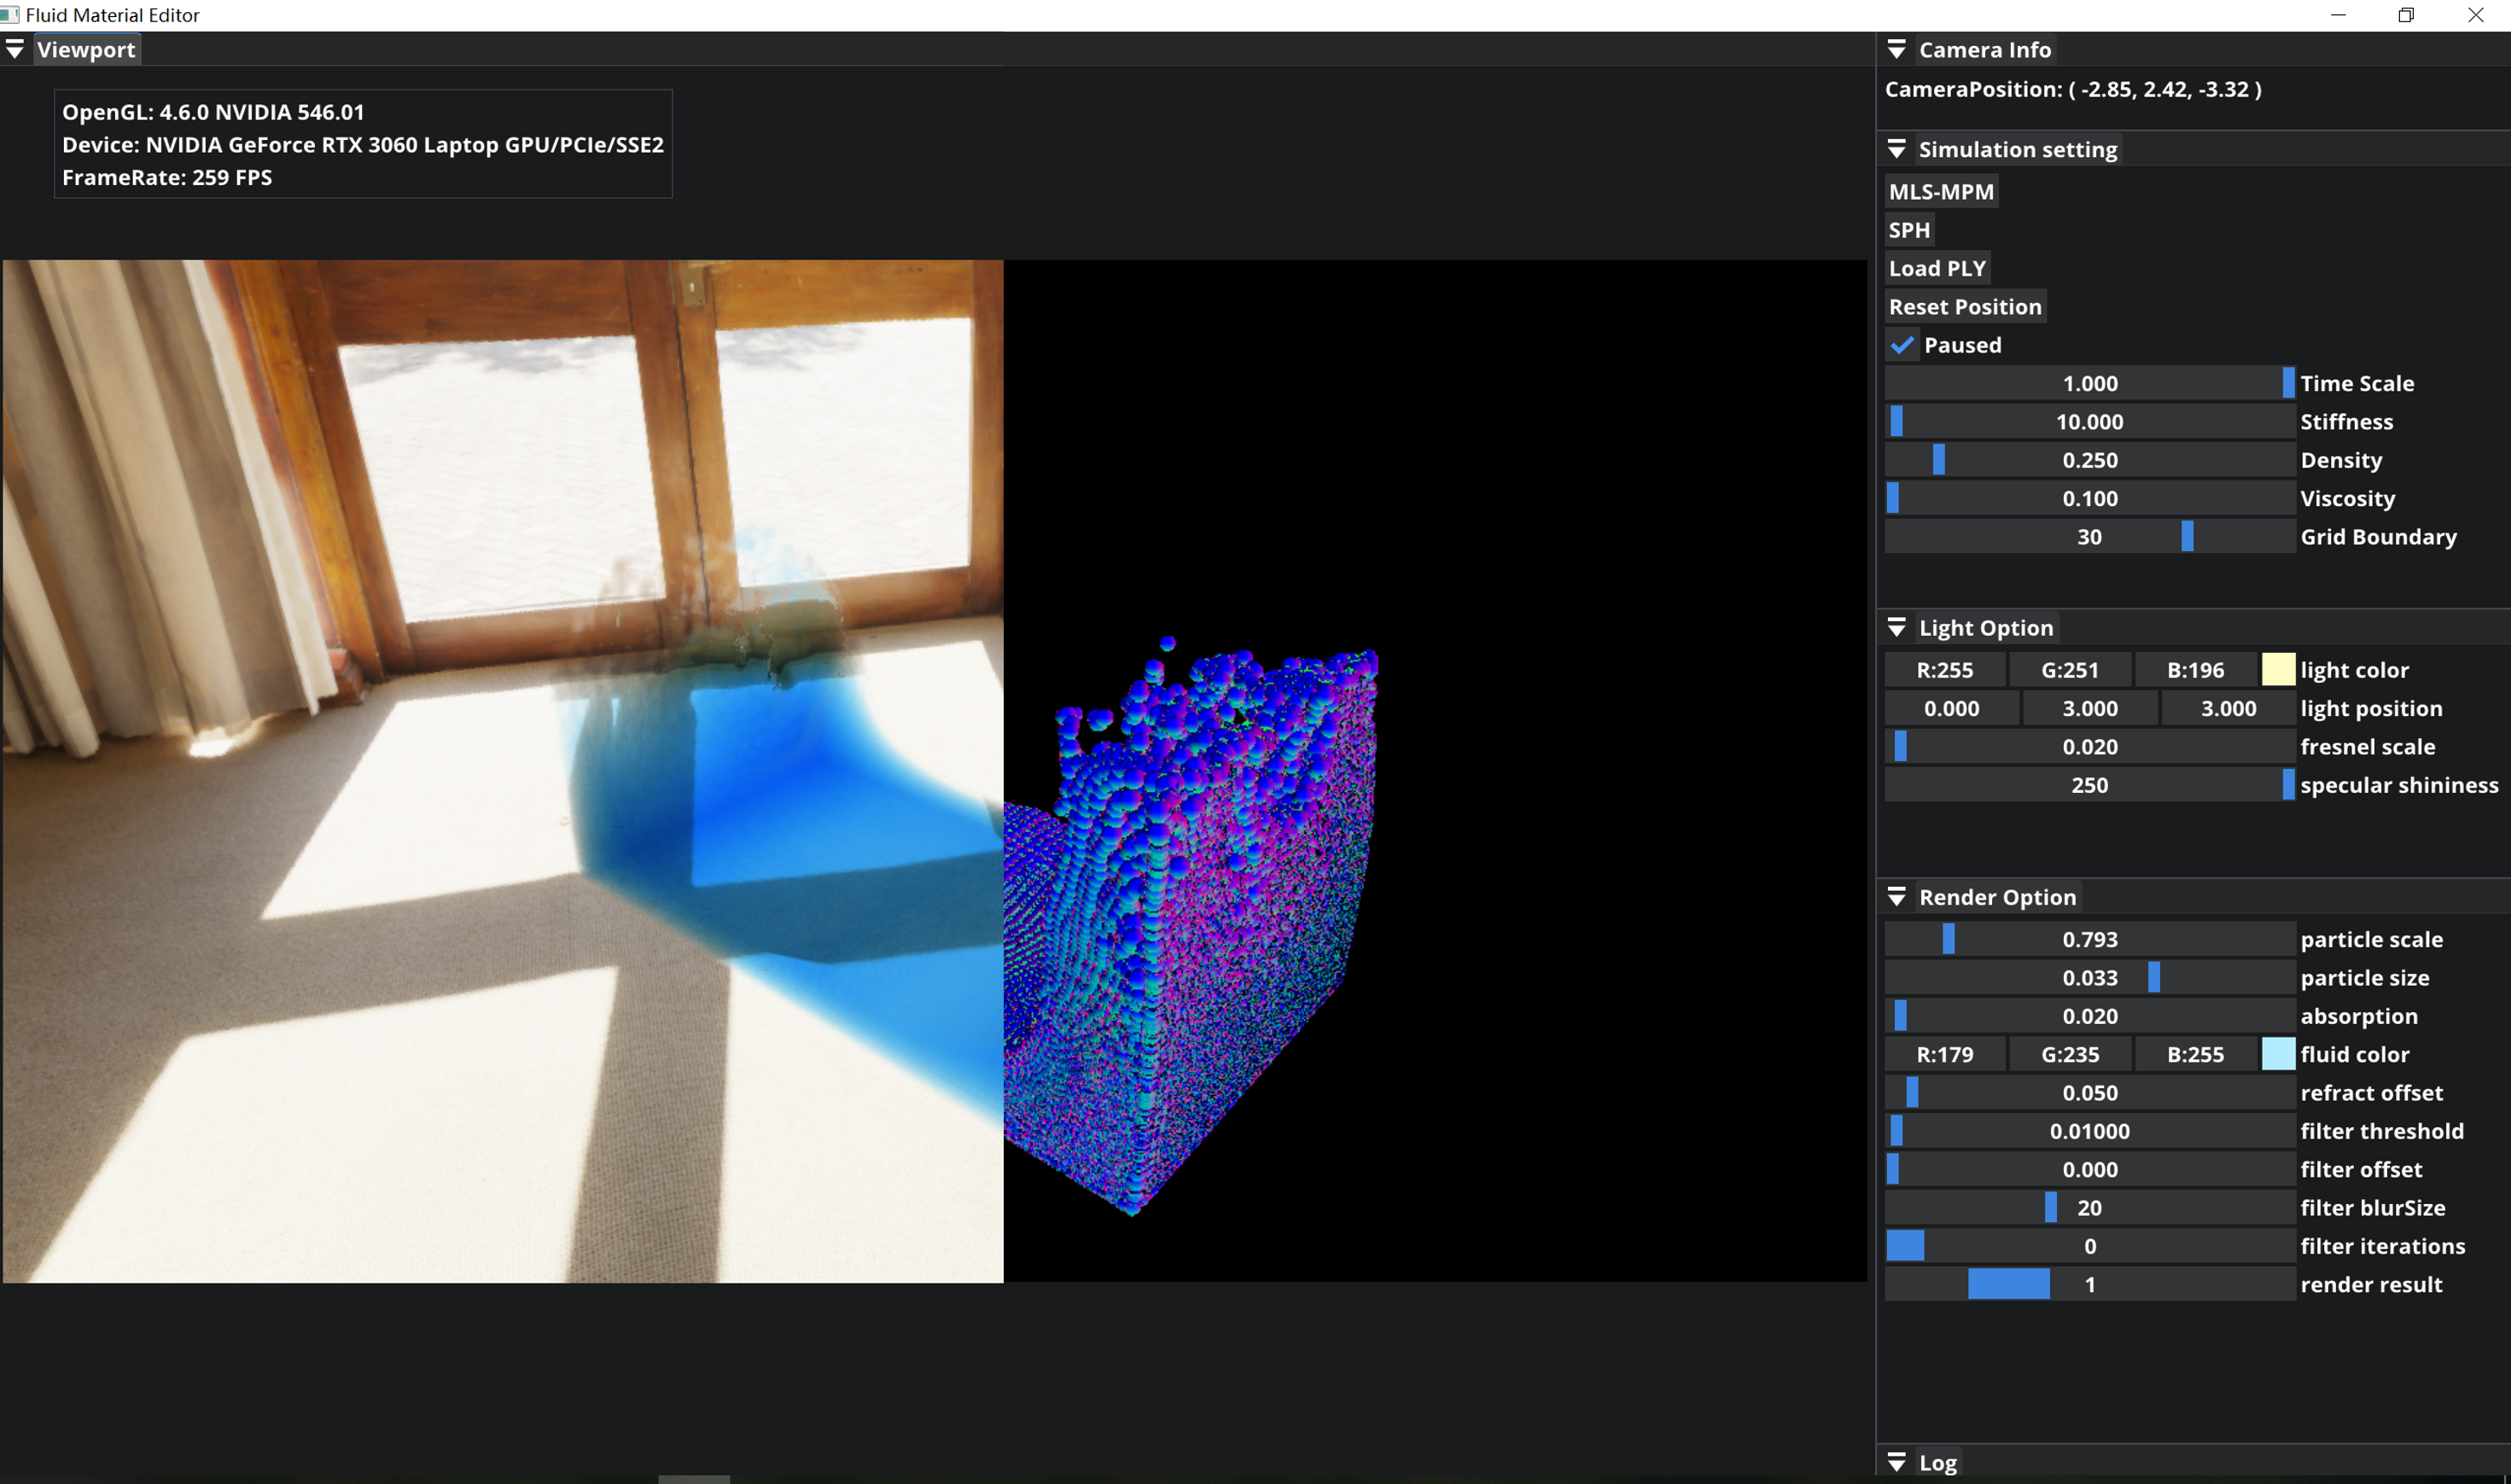 Fluid Material Editor
Viewport
OpenGL: 4.6.0 NVIDIA 546.01
Device: NVIDIA GeForce RTX 3060 Laptop GPU/PCIe/SSE2
FrameRate: 259 FPS
Camera Info
CameraPosition: ( -2.85, 2.42, -3.32 )
Simulation setting
MLS-MPM
SPH
Load PLY
Reset Position
Paused
1.000 Time Scale
10.000 Stiffness
0.250 Density
0.100 Viscosity
30 Grid Boundary
Light Option
R:255 G:251 B:196 light color
0.000 3.000 3.000 light position
0.020 fresnel scale
250 specular shininess
Render Option
0.793 particle scale
0.033 particle size
0.020 absorption
R:179 G:235 B:255 fluid color
0.050 refract offset
0.01000 filter threshold
0.000 filter offset
20 filter blurSize
0 filter iterations
1 render result
Log